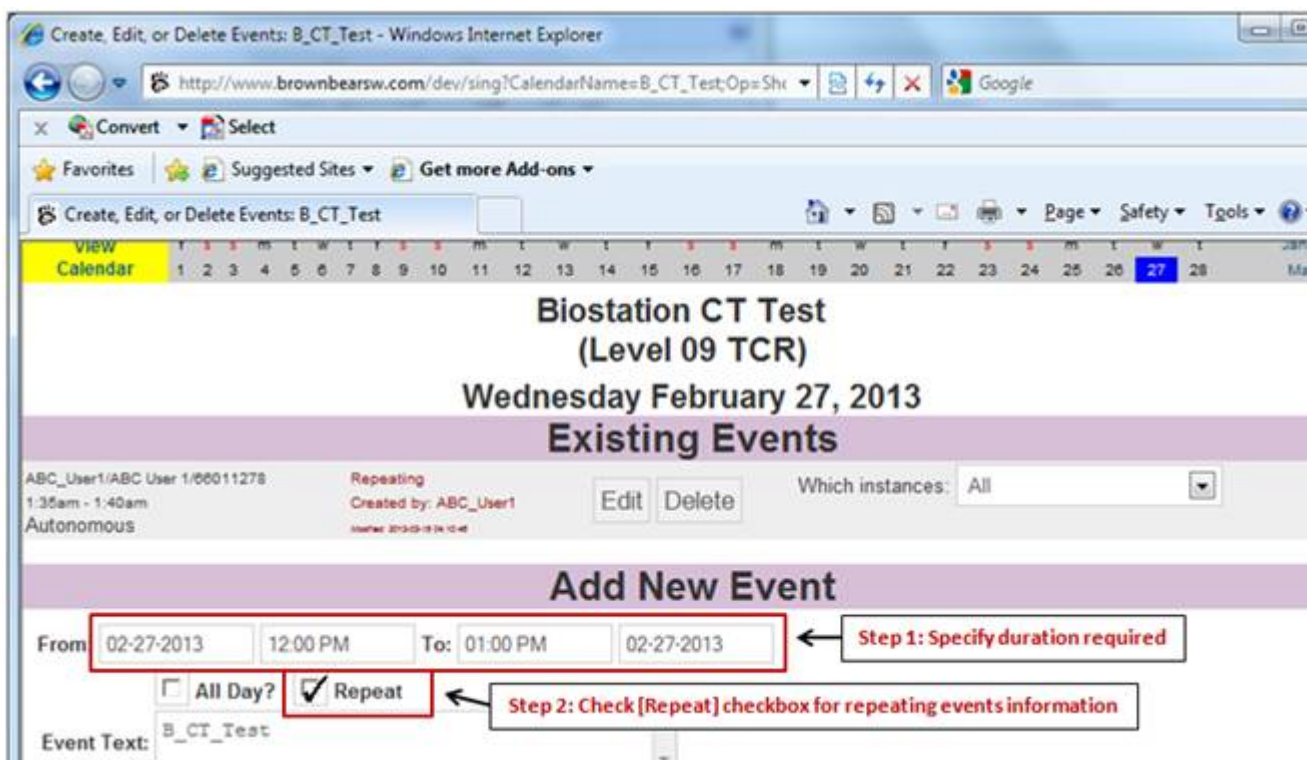 Create, Edit, or Delete Events: B_CT_Test - Windows Internet Explorer
http://www.brownbearsw.com/dev/sing?CalendarName=B_CT_Test;Op=Sh
Google
x Convert Select
Favorites Suggested Sites Get more Add-ons
Create, Edit, or Delete Events: B_CT_Test Page Safety Tools
View f s s m t w t f s s m t w t f s s m t w t f s s m t w t
Calendar 1 2 3 4 5 6 7 8 9 10 11 12 13 14 15 16 17 18 19 20 21 22 23 24 25 26 27 28
Biostation CT Test
(Level 09 TCR)
Wednesday February 27, 2013
Existing Events
ABC_User1/ABC User 1/66011278 Repeating
1:35am - 1:40am Created by: ABC_User1 Edit Delete Which instances: All
Autonomous
Add New Event
From 02-27-2013 12:00 PM To: 01:00 PM 02-27-2013 Step 1: Specify duration required
All Day? Repeat Step 2: Check [Repeat] checkbox for repeating events information
Event Text: B_CT_Test